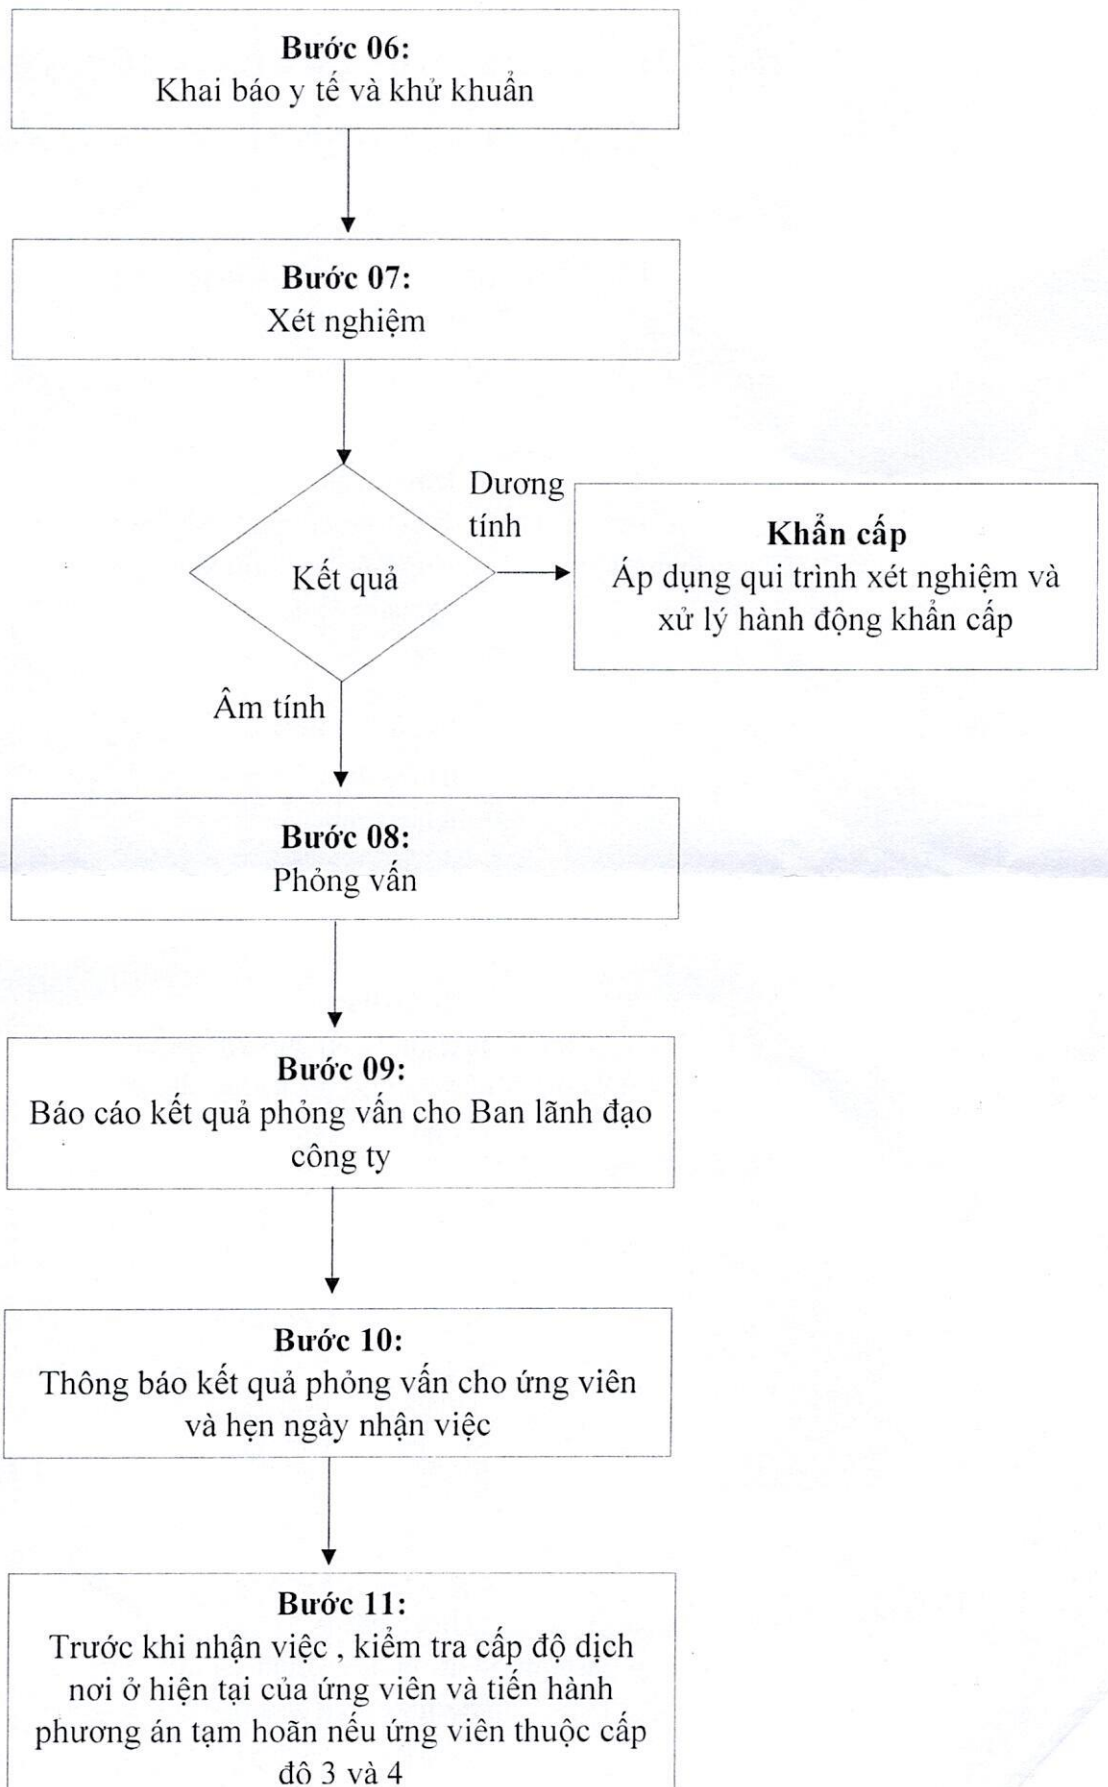 Bước 06:
Khai báo y tế và khử khuẩn
Bước 07:
Xét nghiệm
Dương
tính
Kết quả
Khẩn cấp
Áp dụng qui trình xét nghiệm và
xử lý hành động khẩn cấp
Âm tính
Bước 08:
Phỏng vấn
Bước 09:
Báo cáo kết quả phỏng vấn cho Ban lãnh đạo
công ty
Bước 10:
Thông báo kết quả phỏng vấn cho ứng viên
và hẹn ngày nhận việc
Bước 11:
Trước khi nhận việc , kiểm tra cấp độ dịch
nơi ở hiện tại của ứng viên và tiến hành
phương án tạm hoãn nếu ứng viên thuộc cấp
độ 3 và 4